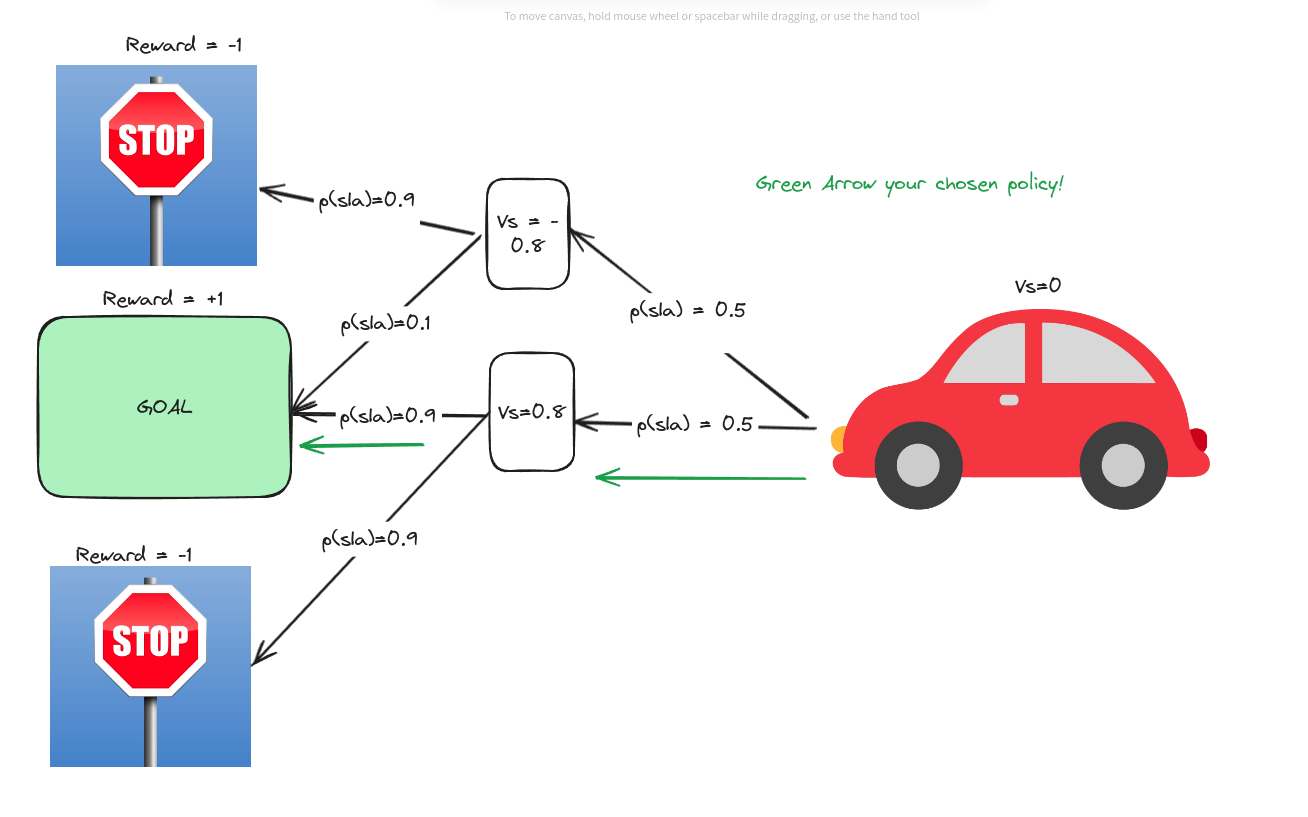 To move canvas, hold mouse wheel or spacebar while dragging, or use the hand tool
Reward = -1
STOP
p(s|a)=0.9
Green Arrow your chosen policy!
Vs = -
0.8
Vs=0
Reward = +1
p(s|a) = 0.5
p(s|a)=0.1
GOAL
p(s|a)=0.9
Vs=0.8
p(s|a) = 0.5
p(s|a)=0.9
Reward = -1
STOP